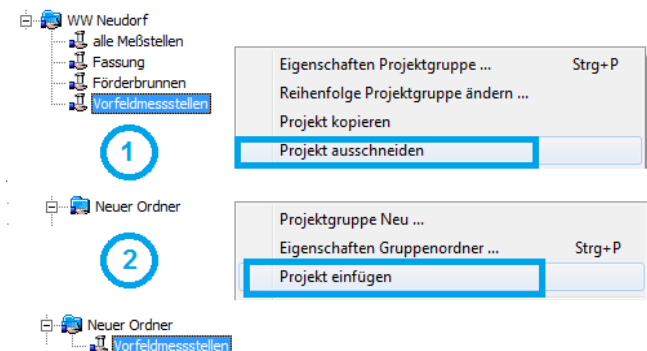 WW Neudorf
alle Meßstellen
Fassung
Förderbrunnen
Vorfeldmessstellen
1
Eigenschaften Projektgruppe ... Strg+P
Reihenfolge Projektgruppe ändern ...
Projekt kopieren
Projekt ausschneiden
Neuer Ordner
2
Projektgruppe Neu ...
Eigenschaften Gruppenordner ... Strg+P
Projekt einfügen
Neuer Ordner
Vorfeldmessstellen